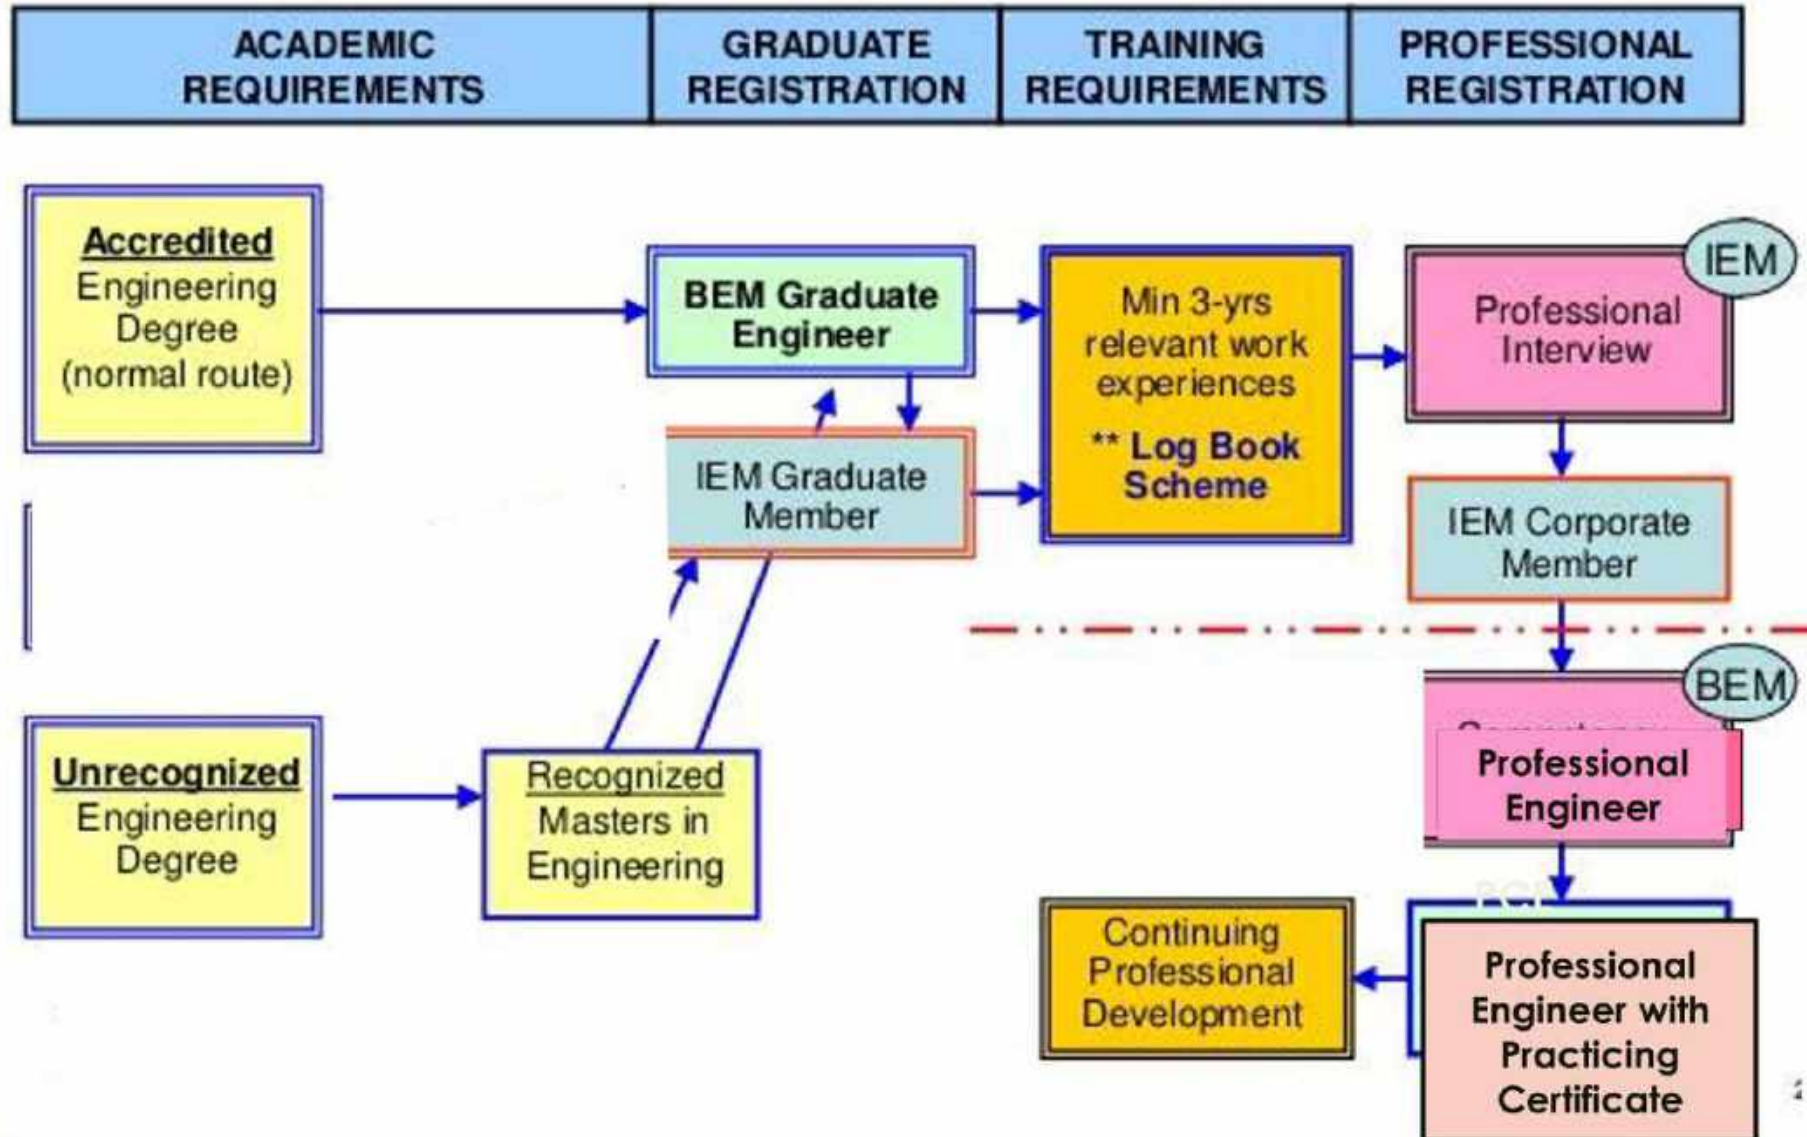 ACADEMIC
REQUIREMENTS
GRADUATE
REGISTRATION
TRAINING
REQUIREMENTS
PROFESSIONAL
REGISTRATION
Accredited
Engineering
Degree
(normal route)
BEM Graduate
Engineer
IEM Graduate
Member
Min 3-yrs
relevant work
experiences
** Log Book
Scheme
IEM
Professional
Interview
IEM Corporate
Member
BEM
Professional
Engineer
Unrecognized
Engineering
Degree
Recognized
Masters in
Engineering
Continuing
Professional
Development
Professional
Engineer with
Practicing
Certificate